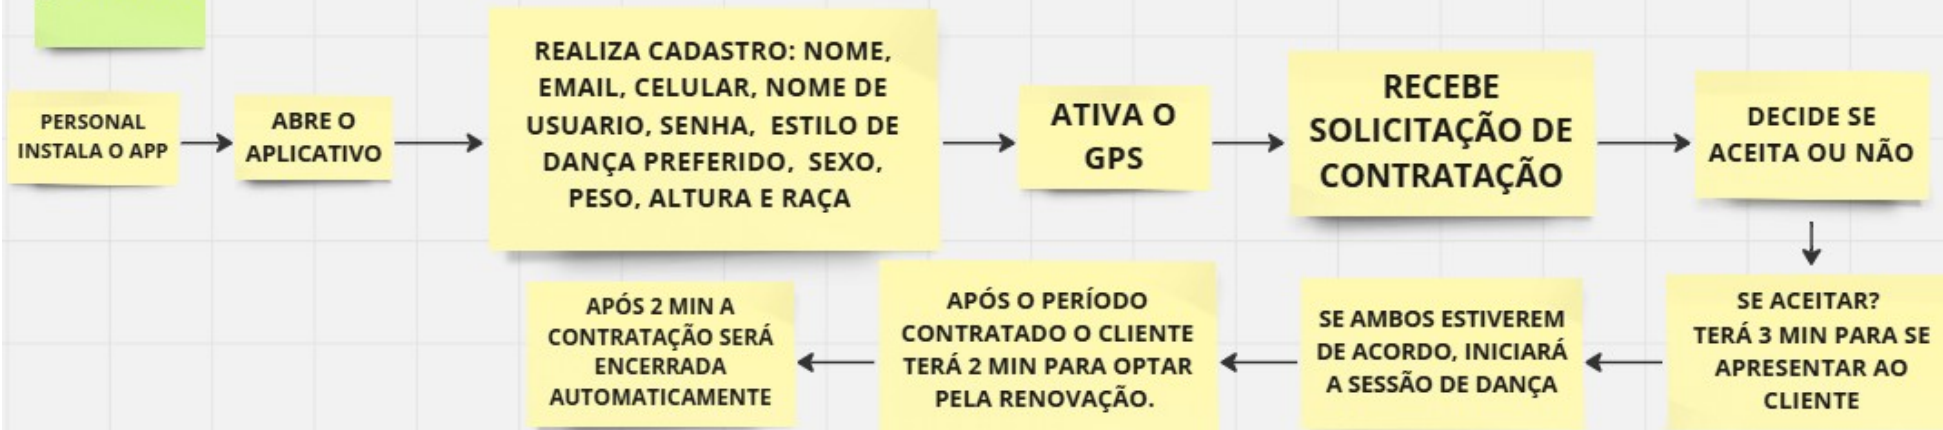 PERSONAL
INSTALA O APP
ABRE O
APLICATIVO
REALIZA CADASTRO: NOME,
EMAIL, CELULAR, NOME DE
USUARIO, SENHA, ESTILO DE
DANÇA PREFERIDO, SEXO,
PESO, ALTURA E RAÇA
ATIVA O
GPS
RECEBE
SOLICITAÇÃO DE
CONTRATAÇÃO
DECIDE SE
ACEITA OU NÃO
SE ACEITAR?
TERÁ 3 MIN PARA SE
APRESENTAR AO
CLIENTE
SE AMBOS ESTIVEREM
DE ACORDO, INICIARÁ
A SESSÃO DE DANÇA
APÓS O PERÍODO
CONTRATADO O CLIENTE
TERÁ 2 MIN PARA OPTAR
PELA RENOVAÇÃO.
APÓS 2 MIN A
CONTRATAÇÃO SERÁ
ENCERRADA
AUTOMATICAMENTE